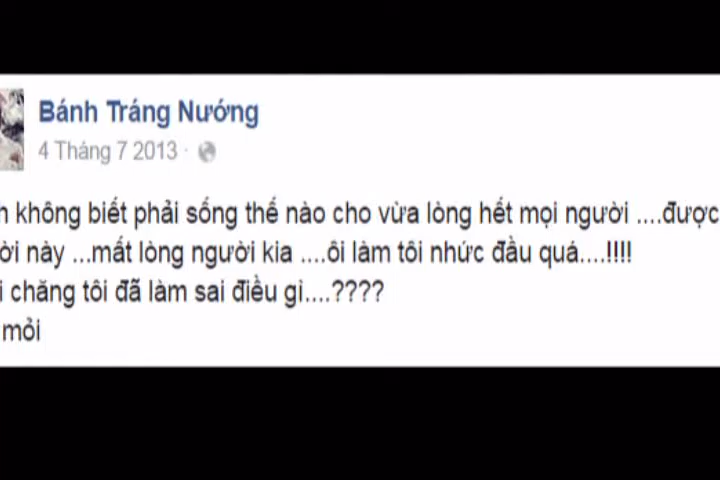 Bánh Tráng Nướng
4 Tháng 7 2013 ·
không biết phải sống thế nào cho vừa lòng hết mọi người ....được
này ...mất lòng người kia ....ôi làm tôi nhức đầu quá....!!!!
chăng tôi đã làm sai điều gì....????
mỏi